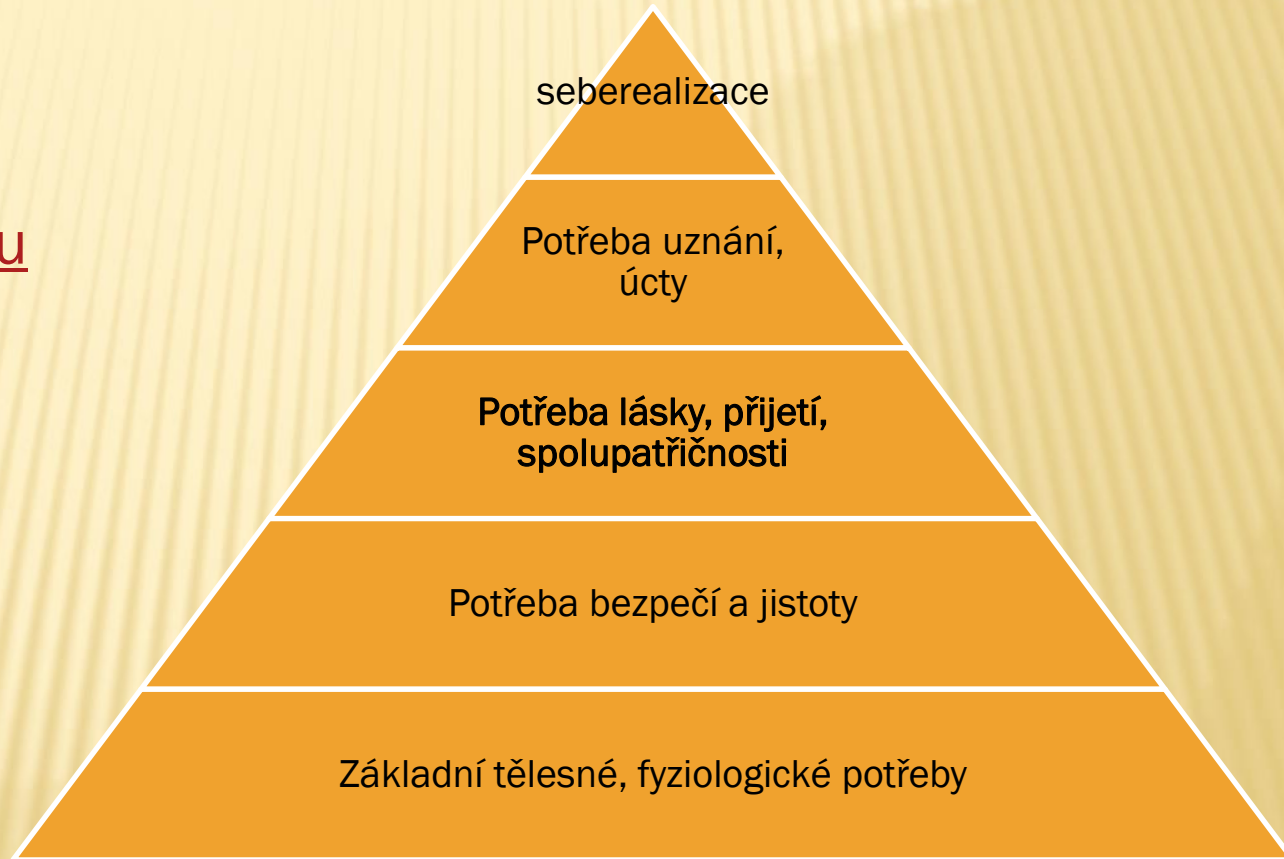 seberealizace
u
Potřeba uznání,
úcty
Potřeba lásky, přijetí,
spolupatřičnosti
Potřeba bezpečí a jistoty
Základní tělesné, fyziologické potřeby